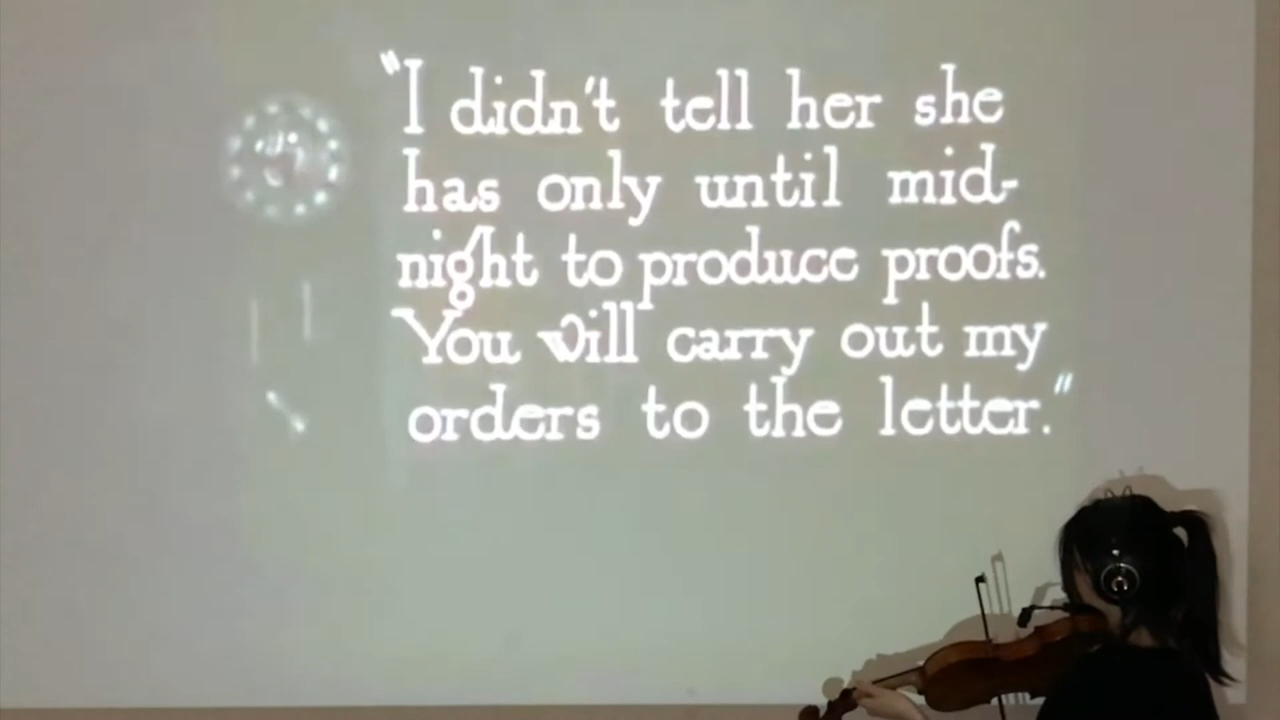 "I didn't tell her she
has only until mid-
night to produce proofs.
You will carry out my
orders to the letter."